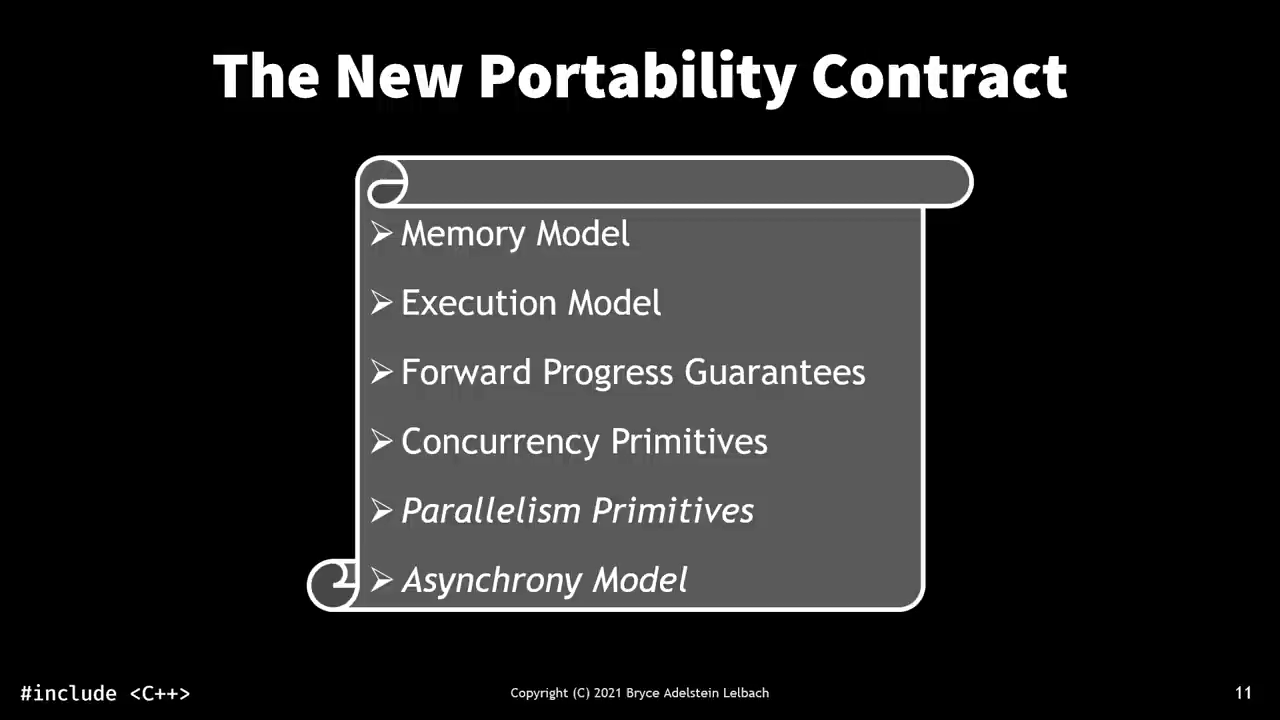 The New Portability Contract
➢ Memory Model
➢ Execution Model
➢ Forward Progress Guarantees
➢ Concurrency Primitives
➢ Parallelism Primitives
➢ Asynchrony Model
#include <C++>
Copyright (C) 2021 Bryce Adelstein Lelbach
11